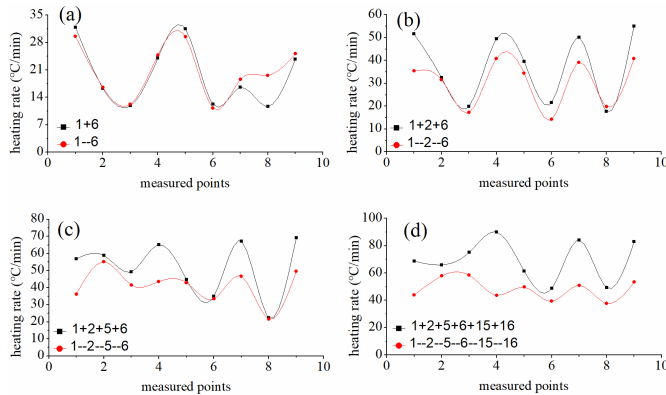 (a)
35
28
21
14
7
0
heating rate (℃/min)
1+6
1--6
0 2 4 6 8 10
measured points
(b)
60
50
40
30
20
10
0
heating rate (℃/min)
1+2+6
1--2--6
0 2 4 6 8 10
measured points
(c)
80
70
60
50
40
30
20
10
0
heating rate (℃/min)
1+2+5+6
1--2--5--6
0 2 4 6 8 10
measured points
(d)
100
80
60
40
20
0
heating rate (℃/min)
1+2+5+6+15+16
1--2--5--6--15--16
0 2 4 6 8 10
measured points